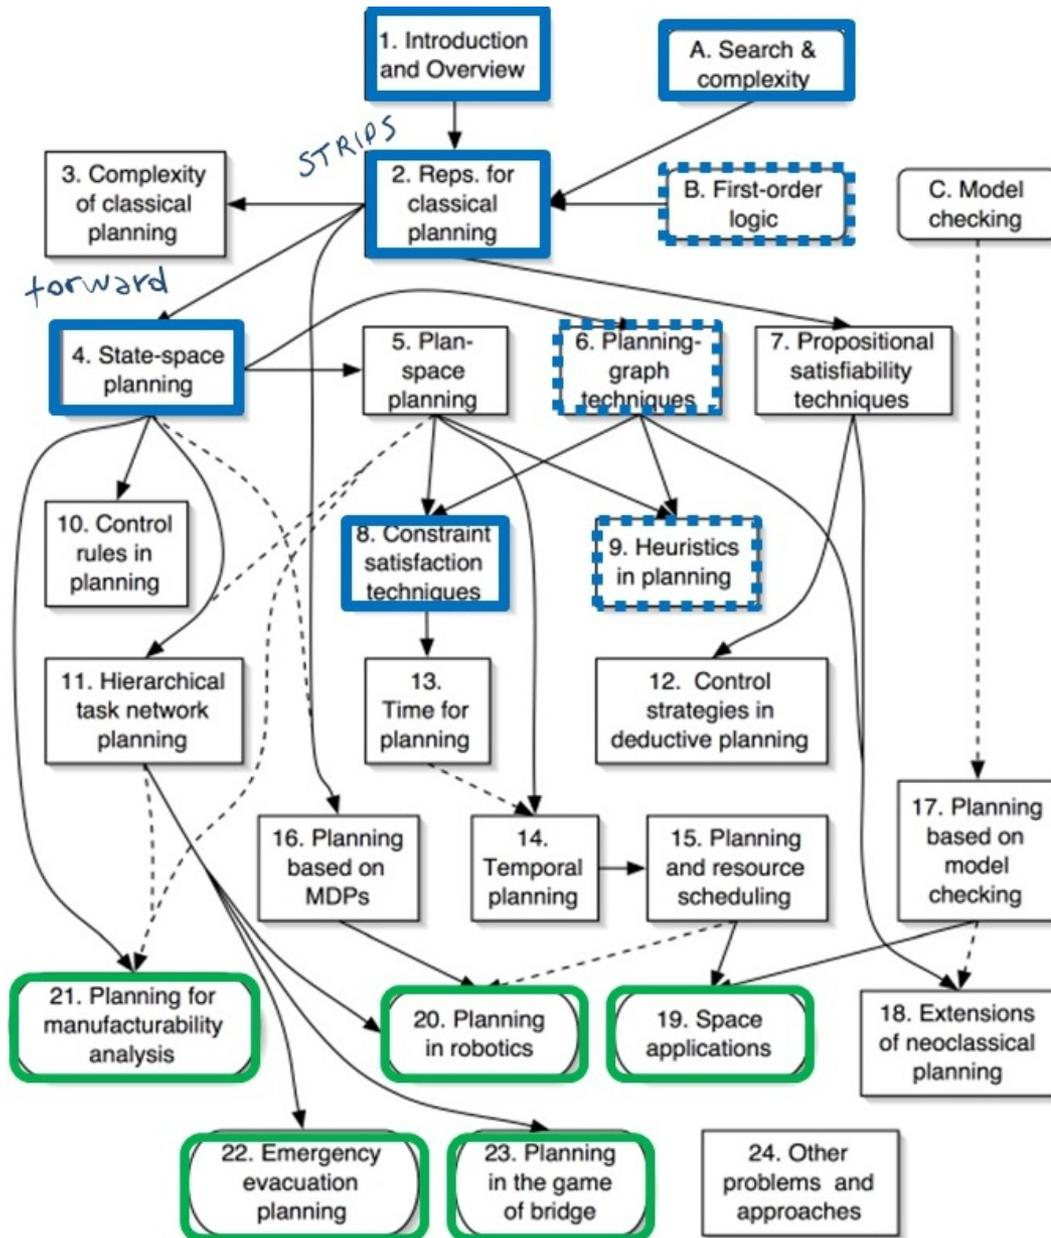 1. Introduction
and Overview
A. Search &
complexity
STRIPS
3. Complexity
of classical
planning
2. Reps. for
classical
planning
B. First-order
logic
C. Model
checking
forward
4. State-space
planning
5. Plan-
space
planning
6. Planning-
graph
techniques
7. Propositional
satisfiability
techniques
10. Control
rules in
planning
8. Constraint
satisfaction
techniques
9. Heuristics
in planning
11. Hierarchical
task network
planning
13.
Time for
planning
12. Control
strategies in
deductive planning
16. Planning
based on
MDPs
14.
Temporal
planning
15. Planning
and resource
scheduling
17. Planning
based on
model
checking
21. Planning for
manufacturability
analysis
20. Planning
in robotics
19. Space
applications
18. Extensions
of neoclassical
planning
22. Emergency
evacuation
planning
23. Planning
in the game
of bridge
24. Other
problems and
approaches